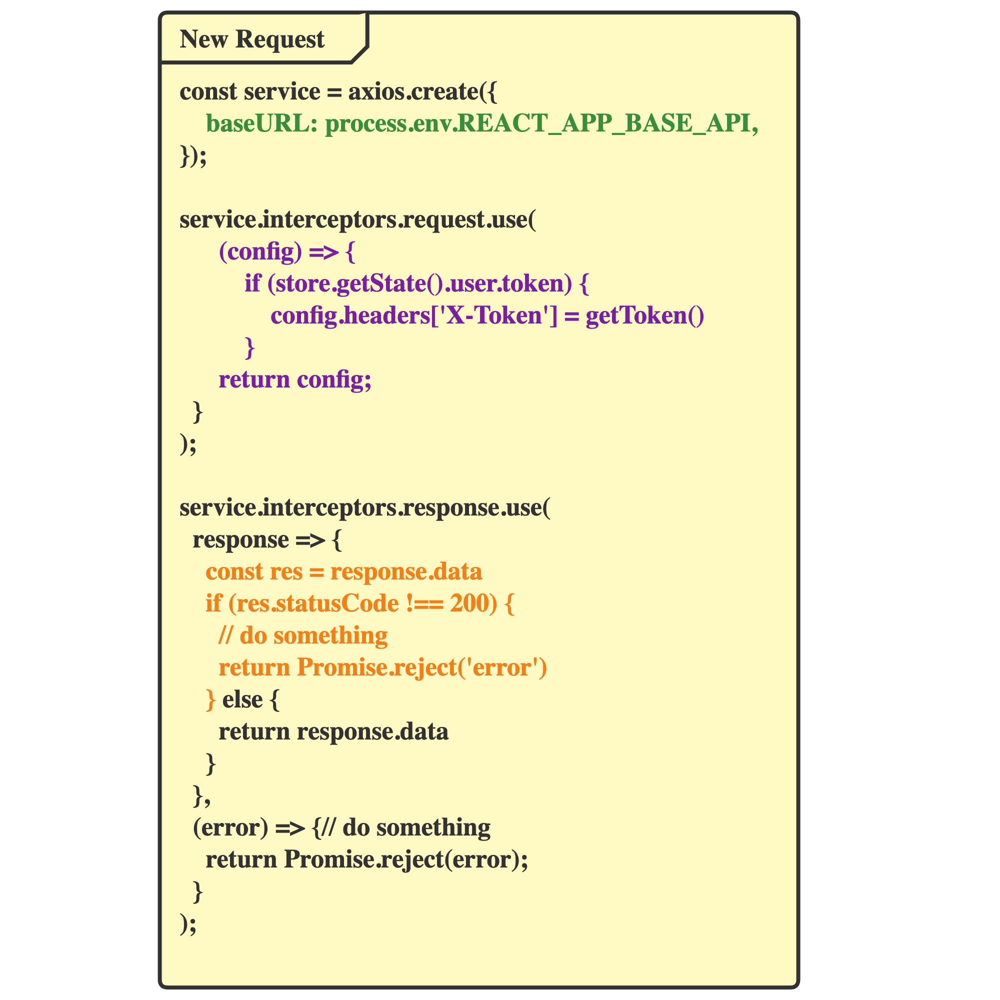 New Request
const service = axios.create({
    baseURL: process.env.REACT_APP_BASE_API,
});

service.interceptors.request.use(
      (config) => {
          if (store.getState().user.token) {
              config.headers['X-Token'] = getToken()
          }
      return config;
  }
);

service.interceptors.response.use(
  response => {
    const res = response.data
    if (res.statusCode !== 200) {
      // do something
      return Promise.reject('error')
    } else {
      return response.data
    }
  },
  (error) => {// do something
    return Promise.reject(error);
  }
);